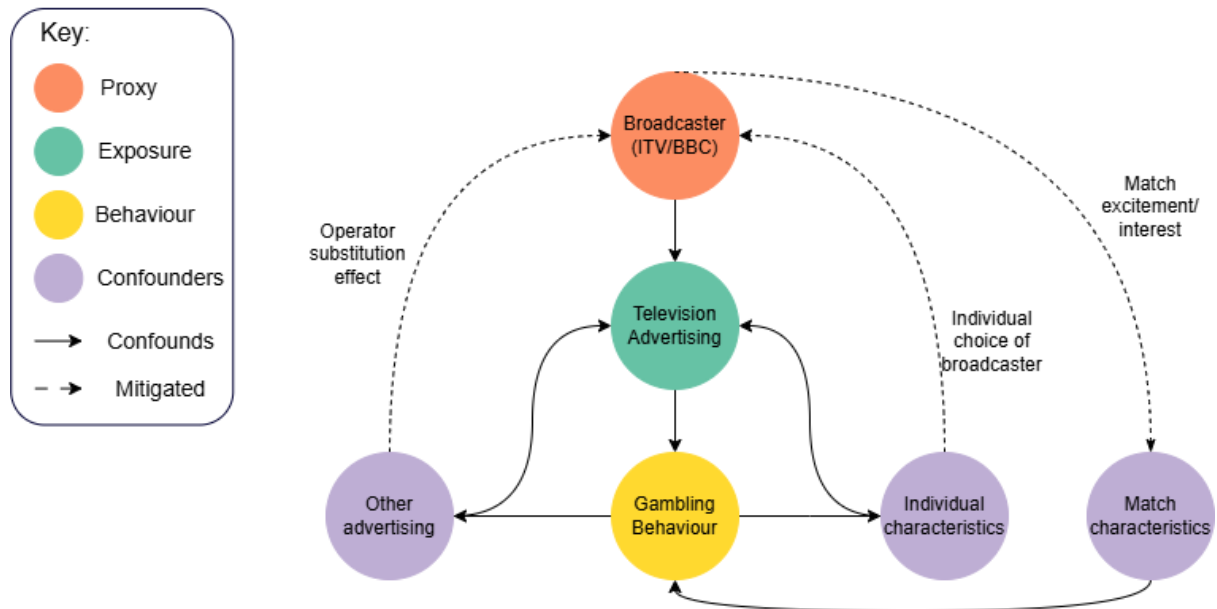 Key:
Proxy
Exposure
Behaviour
Confounders
Confounds
Mitigated
Broadcaster
(ITV/BBC)
Operator
substitution
effect
Match
excitement/
interest
Television
Advertising
Individual
choice of
broadcaster
Other
advertising
Gambling
Behaviour
Individual
characteristics
Match
characteristics